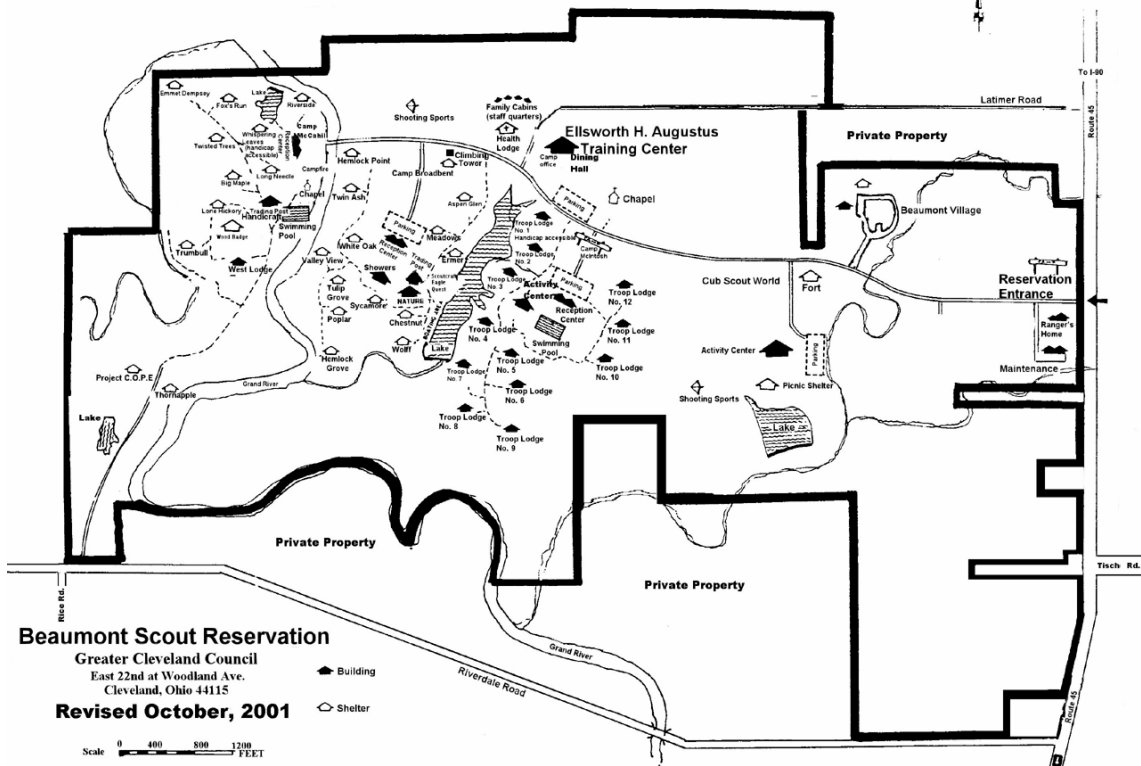 To I-90
Route 45
Latimer Road
Private Property
Emmet Dempsey
Fox's Run
Lake
Riverside
Camp
McCahill
Reception
Center
Whispering
Leaves (handicap
accessible)
Twisted Trees
Long Needle
Big Maple
Campfire
Chapel
Lone Hickory
Trading Post
Handicraft
Wood Badge
Swimming
Pool
Trumbull
West Lodge
Shooting Sports
Family Cabins
(staff quarters)
Health
Lodge
Ellsworth H. Augustus
Training Center
Camp
office
Dining
Hall
Hemlock Point
Climbing
Tower
Camp Broadbent
Twin Ash
Aspen Glen
Parking
Chapel
Beaumont Village
Parking
Troop Lodge
No. 1
Handicap accessible
Troop Lodge
No. 2
Camp
McIntosh
White Oak
Reception
Center
Meadows
Trading
Post
Ermer
Valley View
Showers
Troop Lodge
No. 3
Parking
Activity
Center
Reception
Center
Troop Lodge
No. 12
Cub Scout World
Fort
Reservation
Entrance
Tulip
Grove
Sycamore
NATURE
Eagle
Quest
Poplar
Chestnut
Wolff
Hemlock
Grove
Lake
Troop Lodge
No. 4
Swimming
Pool
Troop Lodge
No. 11
Ranger's
Home
Activity Center
Parking
Maintenance
Troop Lodge
No. 5
Troop Lodge
No. 10
Troop Lodge
No. 7
Troop Lodge
No. 6
Picnic Shelter
Shooting Sports
Project C.O.P.E
Thornapple
Grand River
Troop Lodge
No. 8
Troop Lodge
No. 9
Lake
Lake
Private Property
Private Property
Tisch Rd.
Rice Rd.
Grand River
Riverdale Road
Route 45
Beaumont Scout Reservation
Greater Cleveland Council
East 22nd at Woodland Ave.
Cleveland, Ohio 44115
Revised October, 2001
Building
Shelter
Scale 0 400 800 1200
FEET